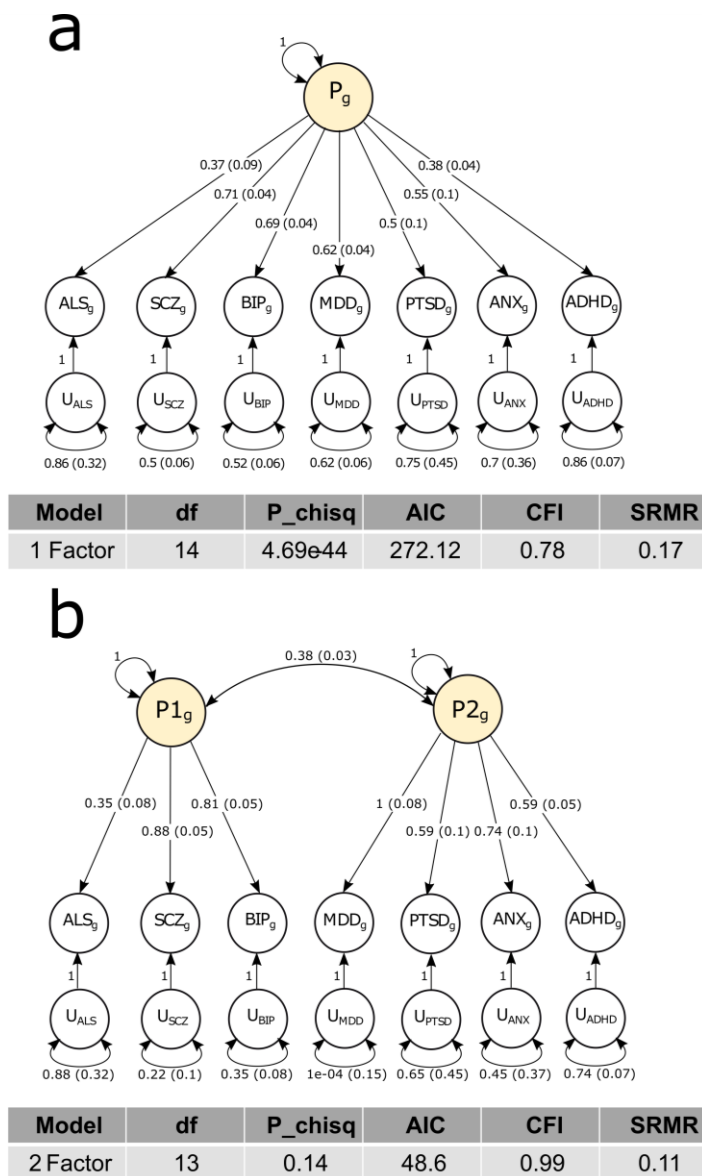 a
1
Pg
0.37 (0.09)
0.38 (0.04)
0.71 (0.04)
0.55 (0.1)
0.69 (0.04)
0.5 (0.1)
0.62 (0.04)
ALSg SCZg BIPg MDDg PTSDg ANXg ADHDg
1 1 1 1 1 1 1
UALS USCZ UBIP UMDD UPTSD UANX UADHD
0.86 (0.32) 0.5 (0.06) 0.52 (0.06) 0.62 (0.06) 0.75 (0.45) 0.7 (0.36) 0.86 (0.07)
Model df P_chisq AIC CFI SRMR
1 Factor 14 4.69e-44 272.12 0.78 0.17
b
0.38 (0.03)
1 1
P1g P2g
0.35 (0.08) 0.81 (0.05) 1 (0.08) 0.59 (0.05)
0.88 (0.05) 0.59 (0.1) 0.74 (0.1)
ALSg SCZg BIPg MDDg PTSDg ANXg ADHDg
1 1 1 1 1 1 1
UALS USCZ UBIP UMDD UPTSD UANX UADHD
0.88 (0.32) 0.22 (0.1) 0.35 (0.08) 1e-04 (0.15) 0.65 (0.45) 0.45 (0.37) 0.74 (0.07)
Model df P_chisq AIC CFI SRMR
2 Factor 13 0.14 48.6 0.99 0.11